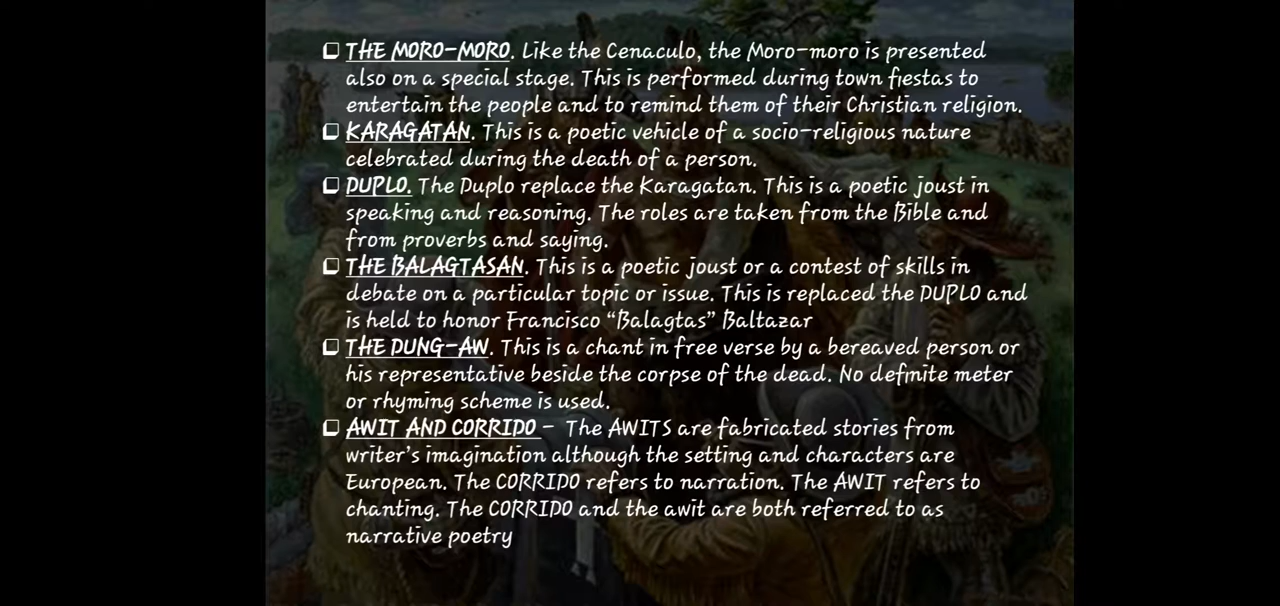 THE MORO-MORO. Like the Cenaculo, the Moro-moro is presented
also on a special stage. This is performed during town fiestas to
entertain the people and to remind them of their Christian religion.
KARAGATAN. This is a poetic vehicle of a socio-religious nature
celebrated during the death of a person.
DUPLO. The Duplo replace the Karagatan. This is a poetic joust in
speaking and reasoning. The roles are taken from the Bible and
from proverbs and saying.
THE BALAGTASAN. This is a poetic joust or a contest of skills in
debate on a particular topic or issue. This is replaced the DUPLO and
is held to honor Francisco “Balagtas” Baltazar
THE DUNG-AW. This is a chant in free verse by a bereaved person or
his representative beside the corpse of the dead. No definite meter
or rhyming scheme is used.
AWIT AND CORRIDO - The AWITS are fabricated stories from
writer's imagination although the setting and characters are
European. The CORRIDO refers to narration. The AWIT refers to
chanting. The CORRIDO and the awit are both referred to as
narrative poetry